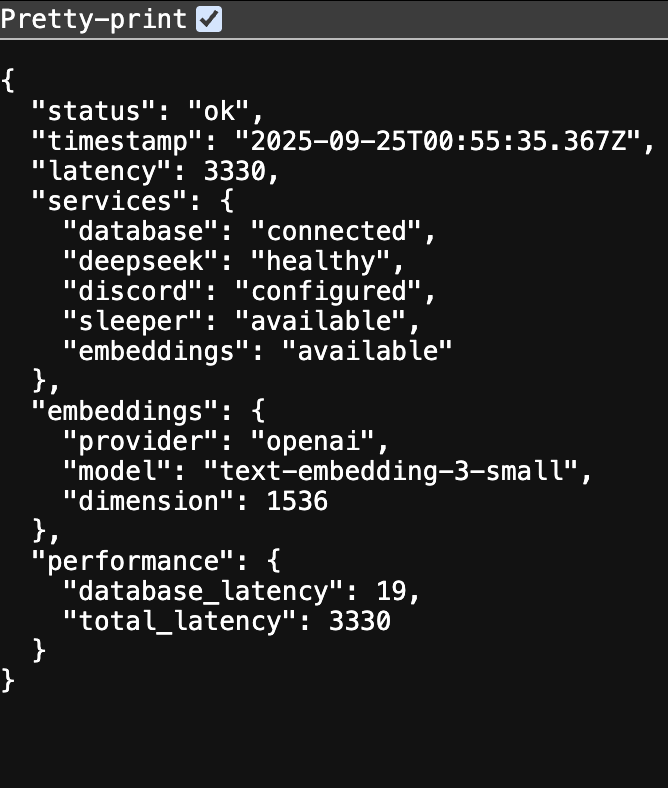 Pretty-print
{
  "status": "ok",
  "timestamp": "2025-09-25T00:55:35.367Z",
  "latency": 3330,
  "services": {
    "database": "connected",
    "deepseek": "healthy",
    "discord": "configured",
    "sleeper": "available",
    "embeddings": "available"
  },
  "embeddings": {
    "provider": "openai",
    "model": "text-embedding-3-small",
    "dimension": 1536
  },
  "performance": {
    "database_latency": 19,
    "total_latency": 3330
  }
}